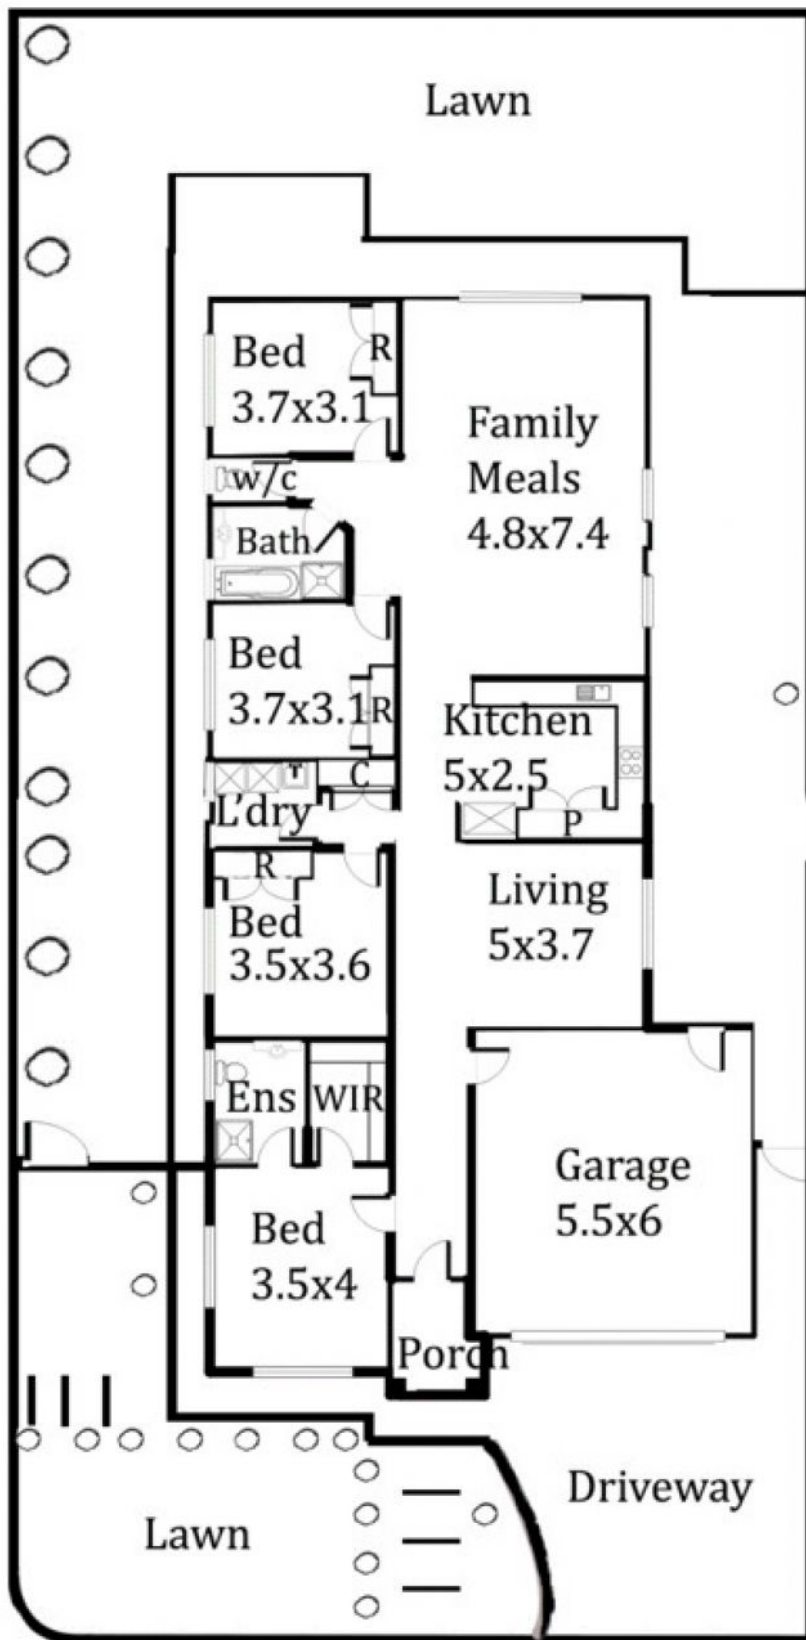 Lawn
Bed
3.7x3.1
R
Family
Meals
4.8x7.4
w/c
Bath
Bed
3.7x3.1
R
Kitchen
5x2.5
C
L'dry
P
R
Bed
3.5x3.6
Living
5x3.7
Ens
WIR
Garage
5.5x6
Bed
3.5x4
Porch
Driveway
Lawn